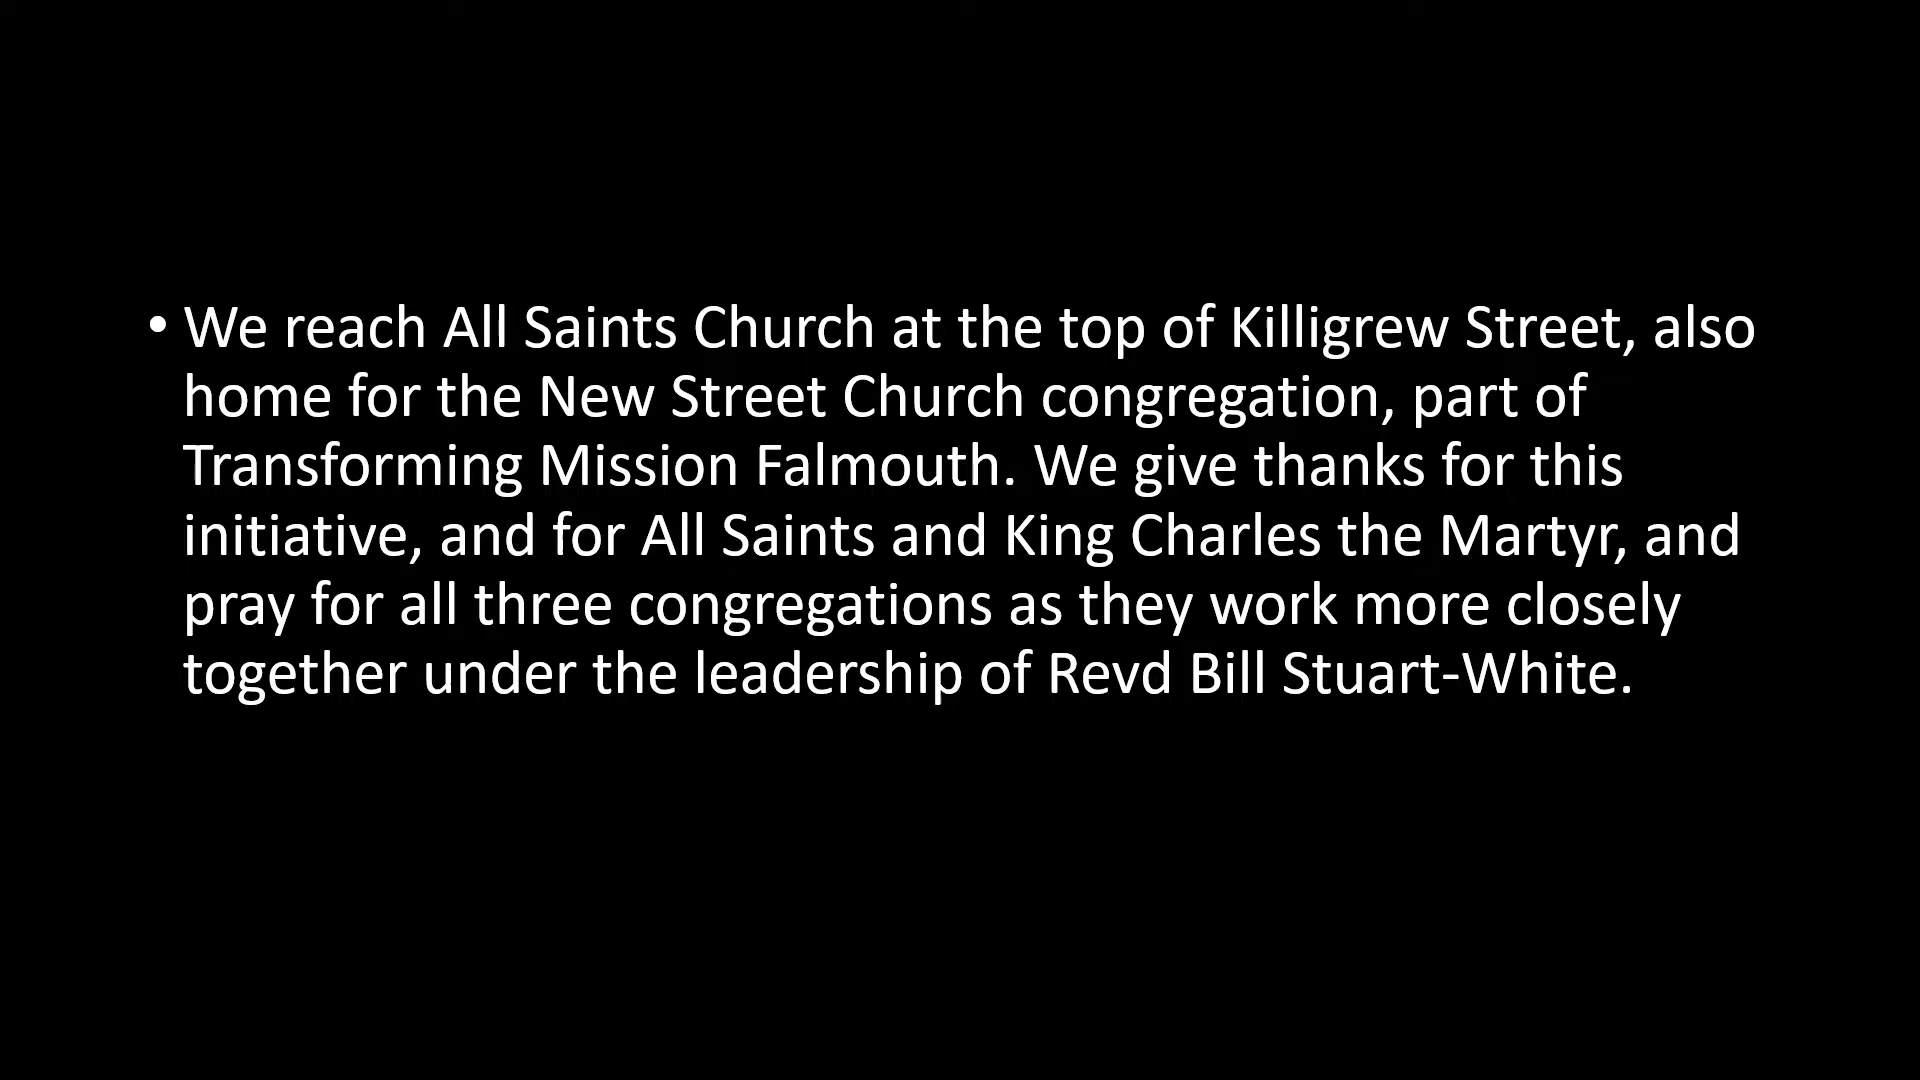 • We reach All Saints Church at the top of Killigrew Street, also
home for the New Street Church congregation, part of
Transforming Mission Falmouth. We give thanks for this
initiative, and for All Saints and King Charles the Martyr, and
pray for all three congregations as they work more closely
together under the leadership of Revd Bill Stuart-White.